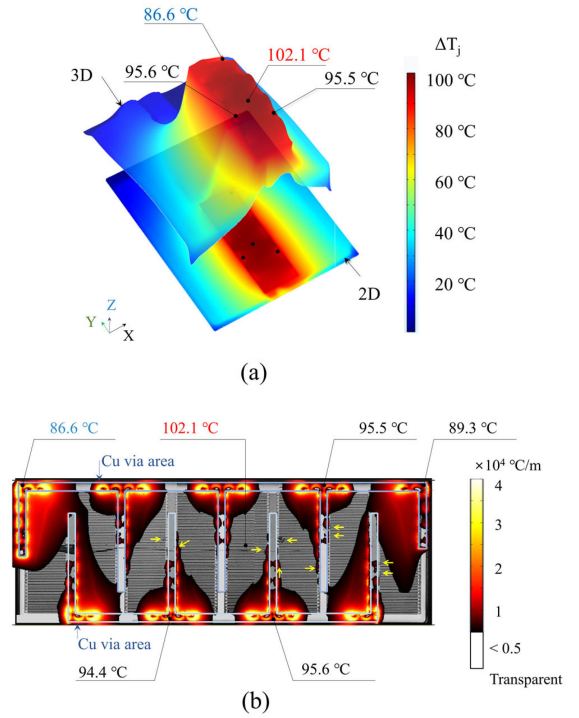 86.6 ℃
ΔTj
102.1 ℃
95.6 ℃
95.5 ℃
3D
100 ℃
80 ℃
60 ℃
40 ℃
20 ℃
2D
Z
Y
X
(a)
86.6 ℃
102.1 ℃
95.5 ℃
89.3 ℃
Cu via area
×10⁴ ℃/m
4
3
2
1
< 0.5
Transparent
Cu via area
94.4 ℃
95.6 ℃
(b)